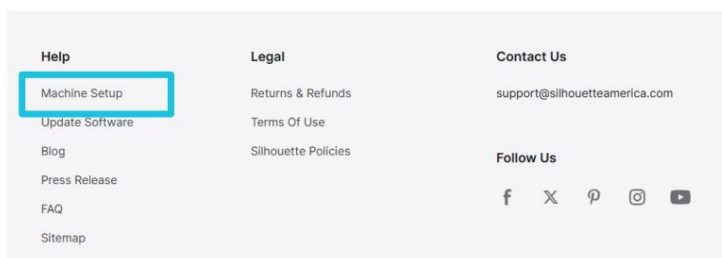 Help
Machine Setup
Update Software
Blog
Press Release
FAQ
Sitemap
Legal
Returns & Refunds
Terms Of Use
Silhouette Policies
Contact Us
support@silhouetteamerica.com
Follow Us